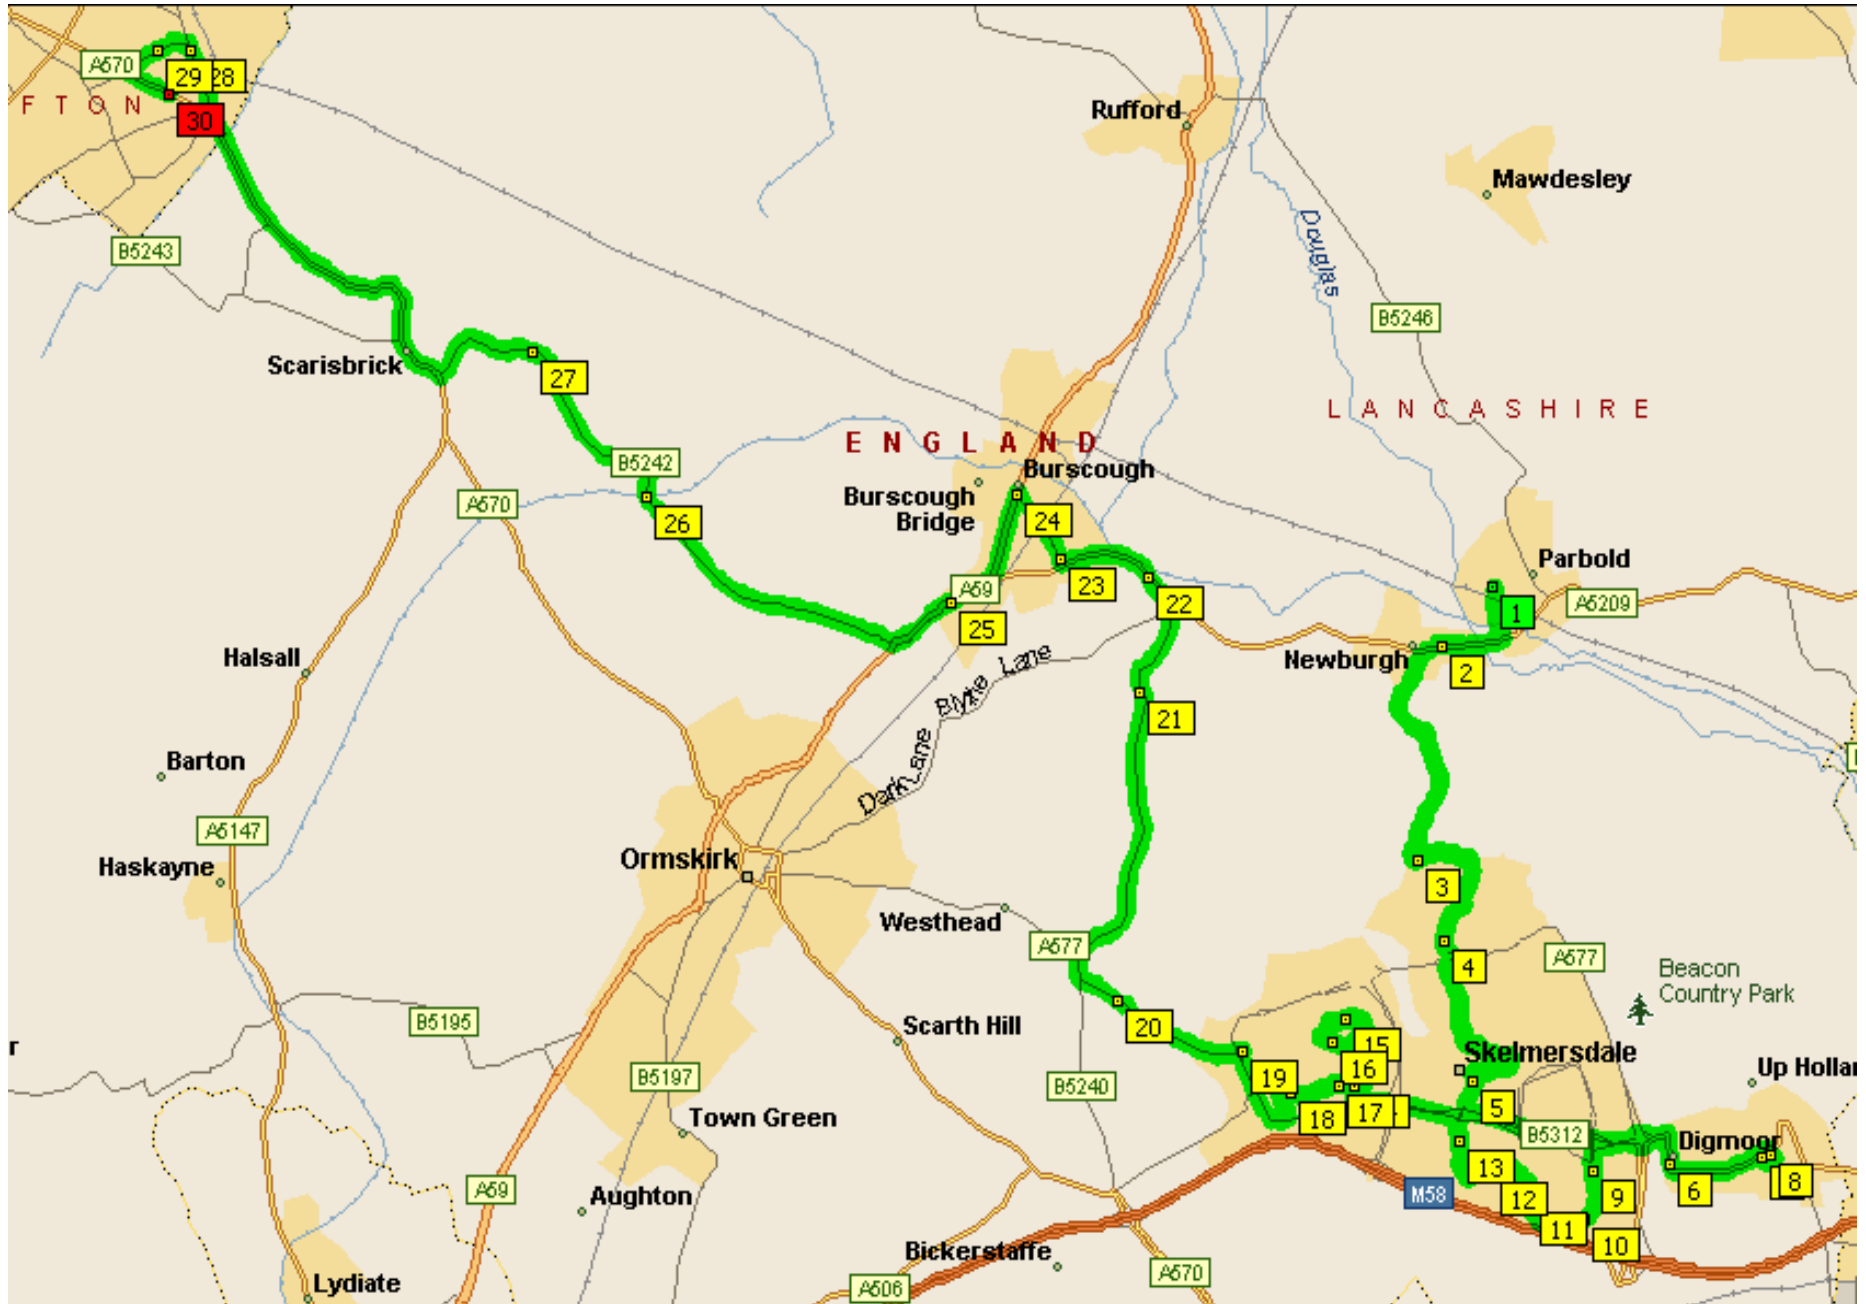 A570
29
28
F T O N
30
Rufford
Mawdesley
B5243
Douglas
B5246
Scarisbrick
27
L A N C A S H I R E
E N G L A N D
B5242
Burscough
Burscough
Bridge
A570
26
24
Parbold
23
A59
22
A5209
1
25
Newburgh
2
Halsall
Blythe Lane
21
Dark Lane
Barton
A5147
Ormskirk
Haskayne
3
Westhead
A577
A577
4
Beacon
Country Park
B5195
Scarth Hill
20
15
Skelmersdale
16
Up Hollan
19
B5197
B5240
5
17
18
Town Green
B5312
Digmoor
13
8
6
9
12
M58
A59
Aughton
11
10
Bickerstaffe
A570
A506
Lydiate